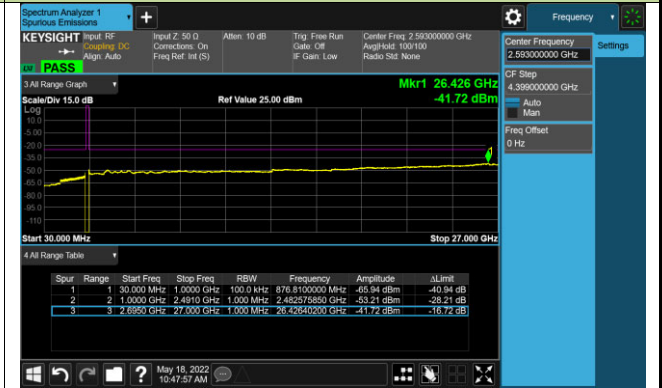 Spectrum Analyzer 1
Spurious Emissions
+
Frequency
KEYSIGHT Input: RF Input Z: 50 Ω Atten: 10 dB Trig: Free Run Center Freq: 2.593000000 GHz
Coupling: DC Corrections: On Gate: Off Avg|Hold: 100/100
Align: Auto Freq Ref: Int (S) IF Gain: Low Radio Std: None
PASS
Center Frequency
2.593000000 GHz
Settings
CF Step
4.399000000 GHz
Auto
Man
Freq Offset
0 Hz
3 All Range Graph
Mkr1 26.426 GHz
Scale/Div 15.0 dB Ref Value 25.00 dBm -41.72 dBm
Log
10.0
-5.00
-20.0
-35.0
-50.0
-65.0
-80.0
-95.0
-110
1
Start 30.000 MHz Stop 27.000 GHz
4 All Range Table
Spur Range Start Freq Stop Freq RBW Frequency Amplitude ΔLimit
1 1 30.000 MHz 1.0000 GHz 100.0 kHz 876.8100000 MHz -65.94 dBm -40.94 dB
2 2 1.0000 GHz 2.4910 GHz 1.000 MHz 2.482575850 GHz -53.21 dBm -28.21 dB
3 3 2.6950 GHz 27.000 GHz 1.000 MHz 26.42640200 GHz -41.72 dBm -16.72 dB
?
May 18, 2022
10:47:57 AM